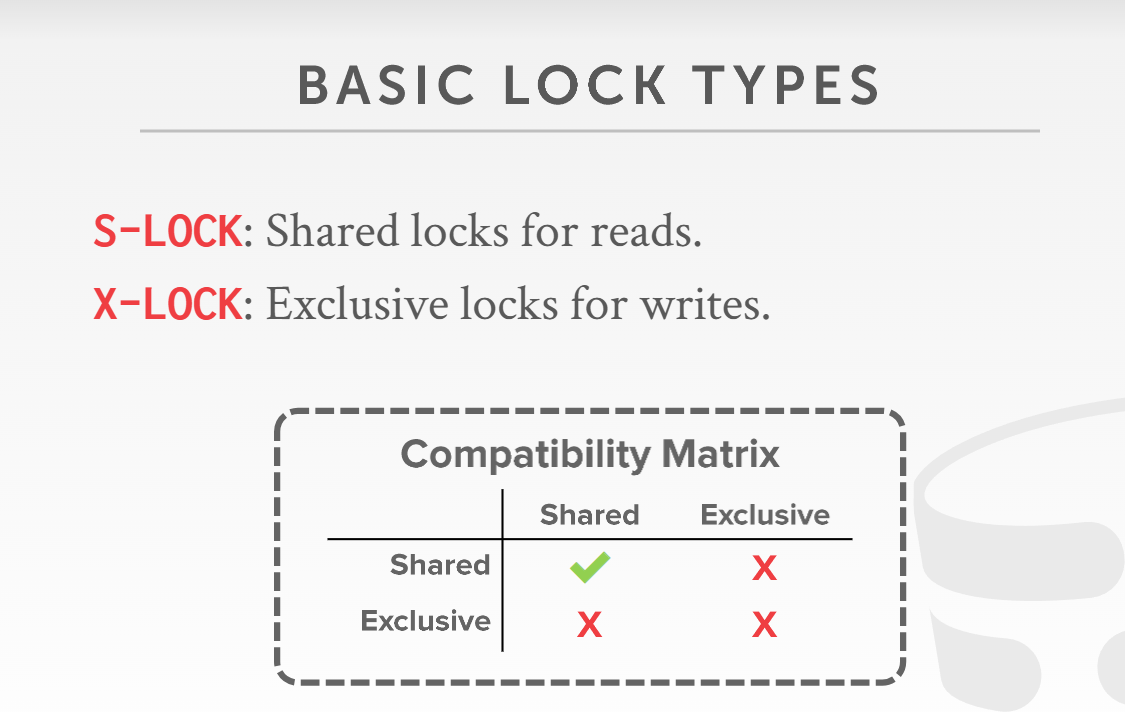 BASIC LOCK TYPES
S-LOCK: Shared locks for reads.
X-LOCK: Exclusive locks for writes.
Compatibility Matrix
Shared Exclusive
Shared ✓ X
Exclusive X X